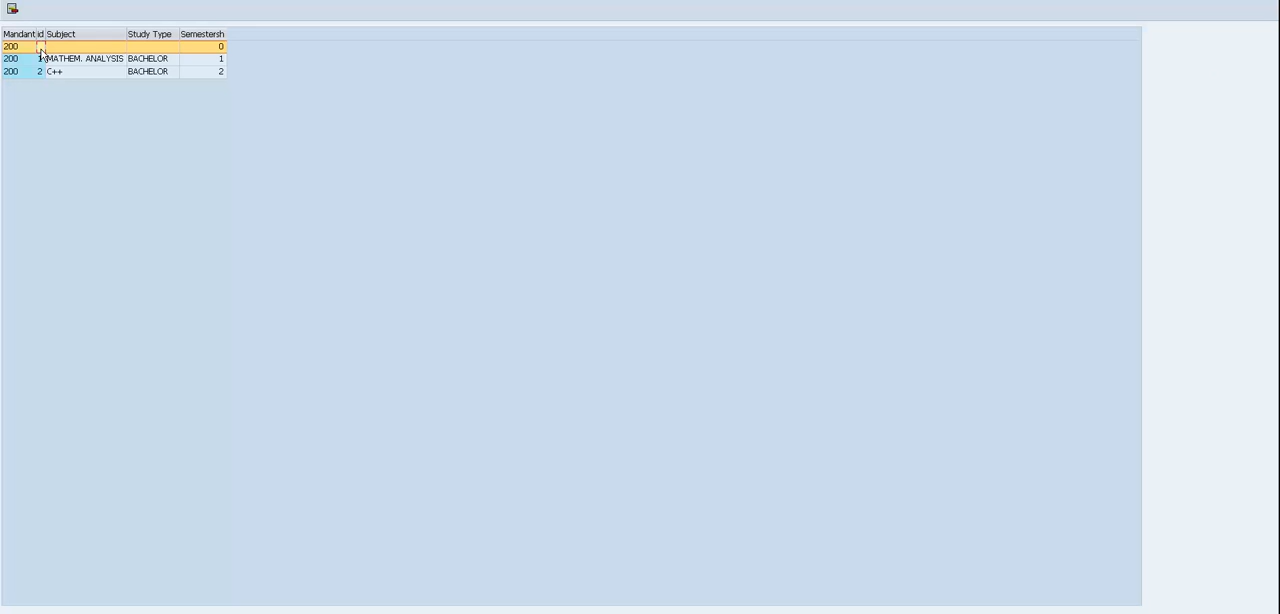 Mandant id Subject Study Type Semestersh
200 0
200 1 MATHEM. ANALYSIS BACHELOR 1
200 2 C++ BACHELOR 2